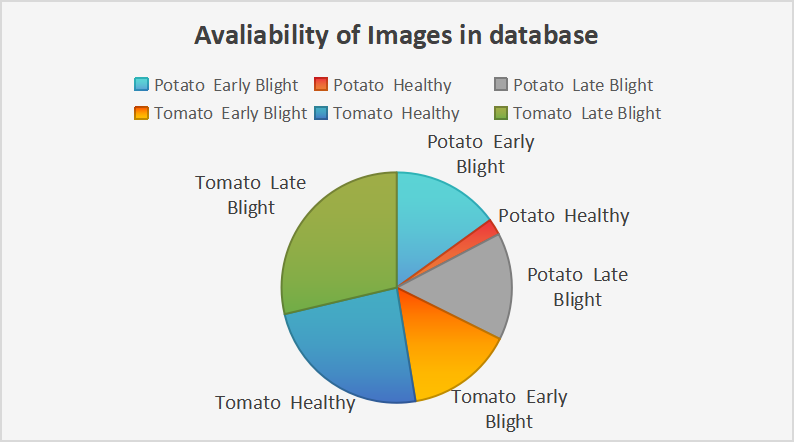 Avaliability of Images in database
Potato  Early Blight
Potato  Healthy
Potato  Late Blight
Tomato  Early Blight
Tomato  Healthy
Tomato  Late Blight
Potato  Early
Blight
Tomato  Late
Blight
Potato  Healthy
Potato  Late
Blight
Tomato  Healthy
Tomato  Early
Blight